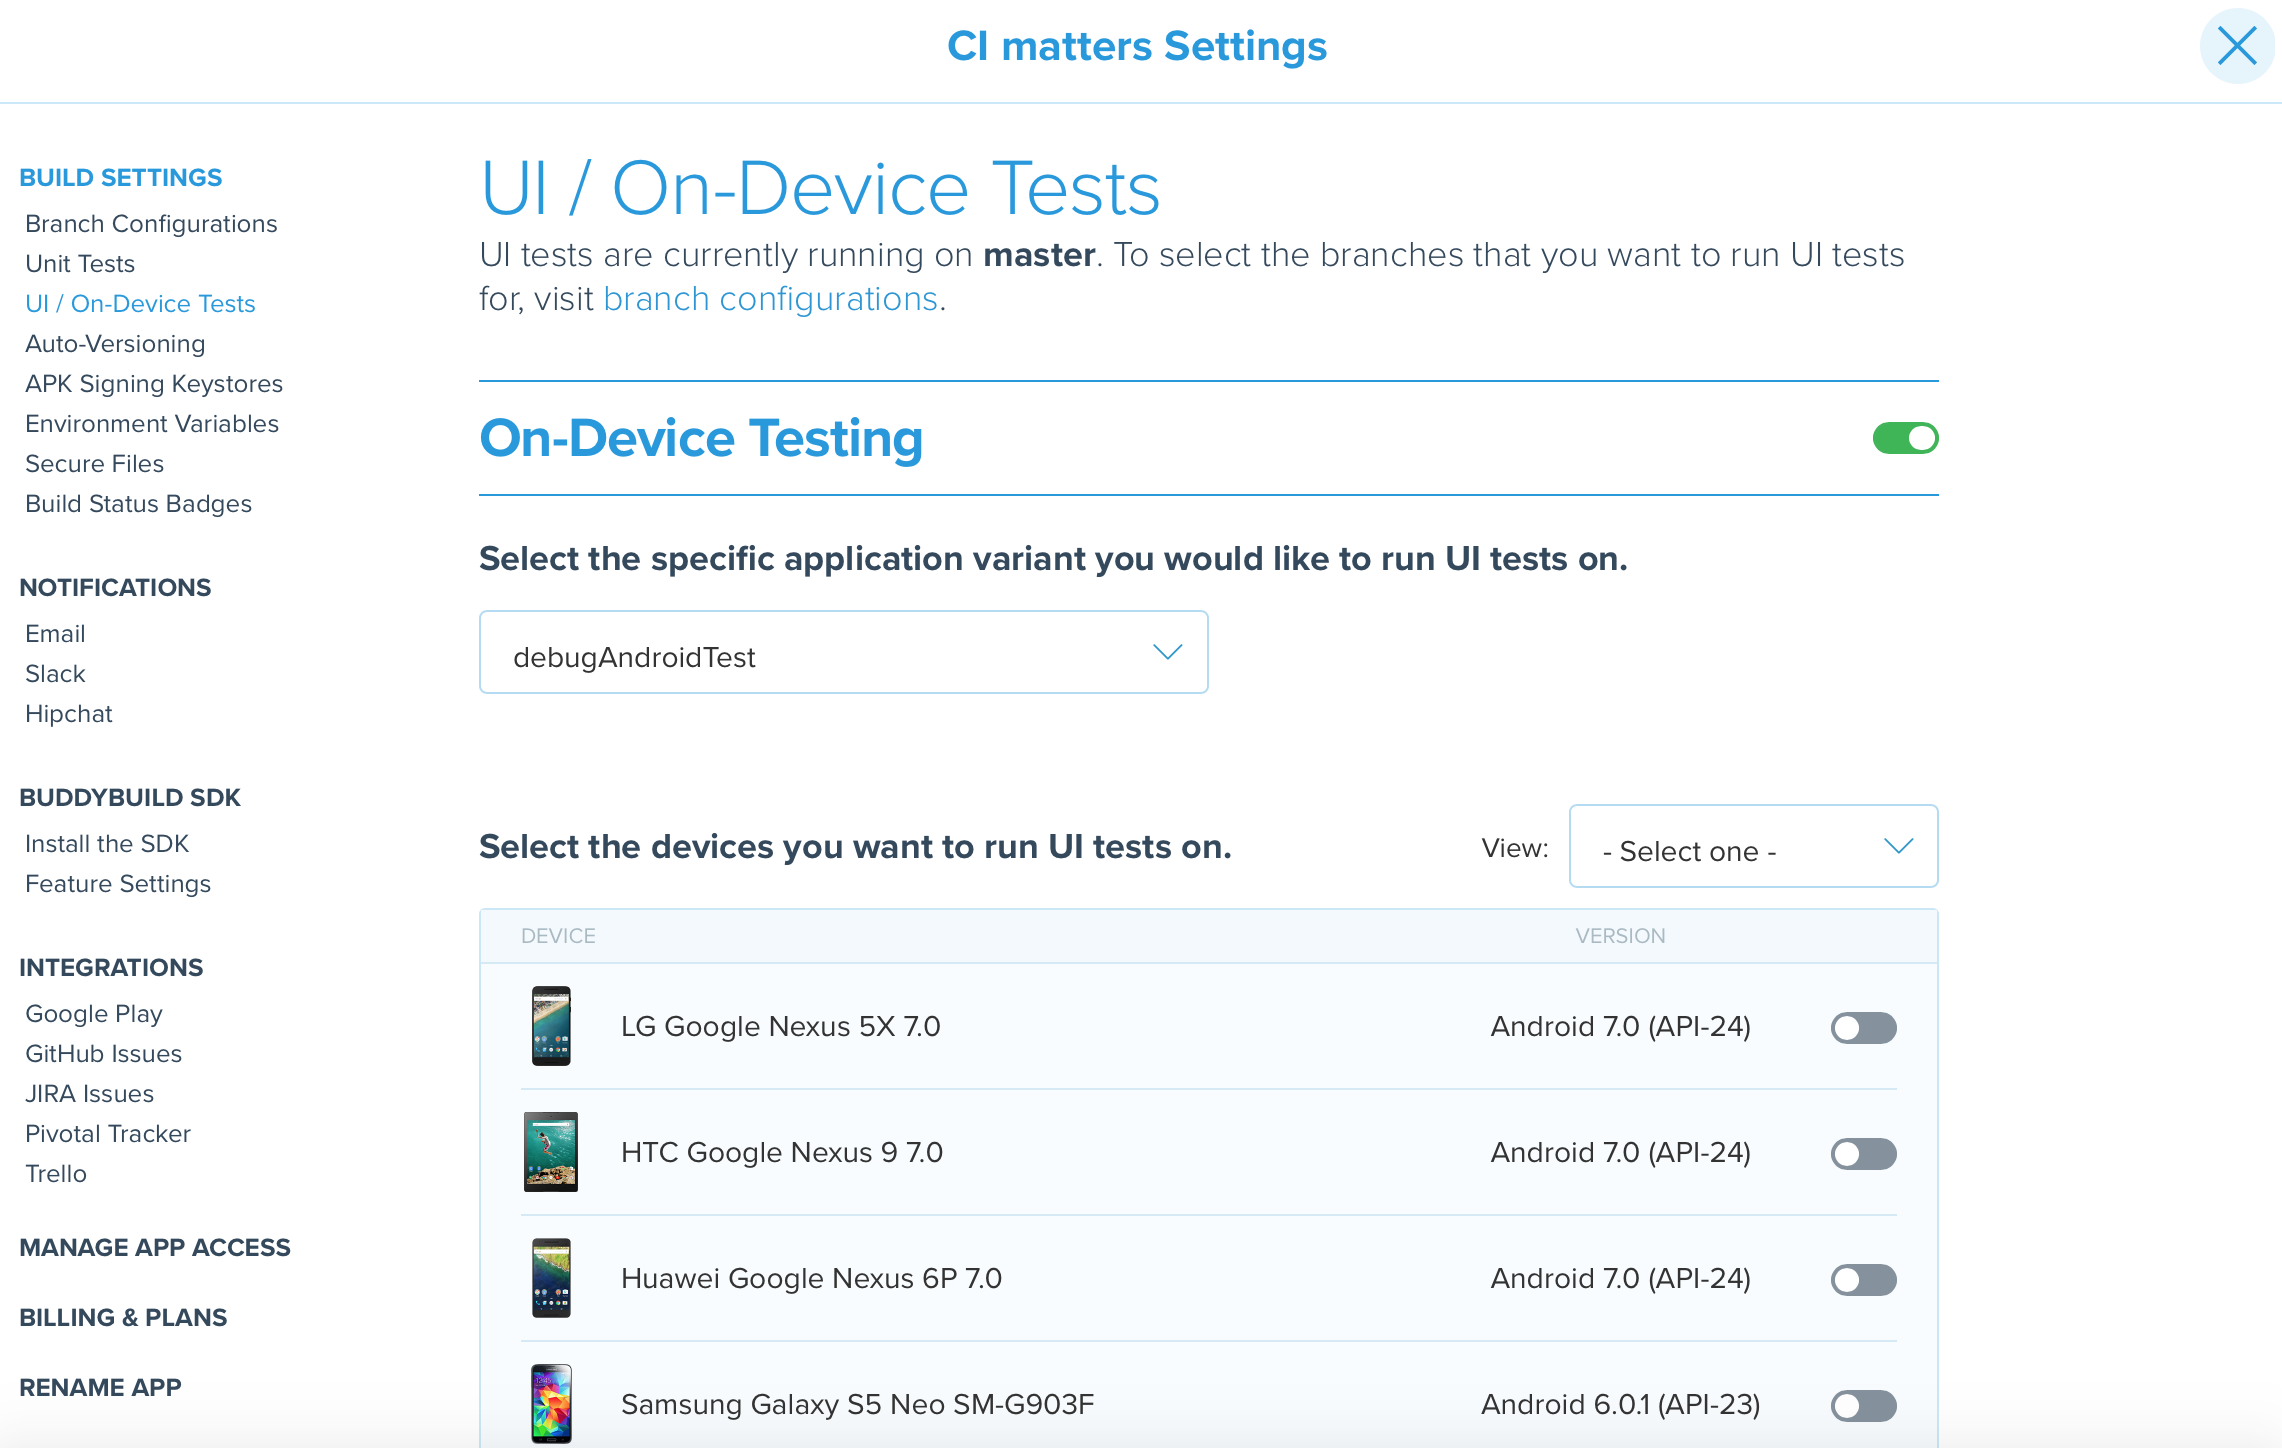 CI matters Settings
BUILD SETTINGS
Branch Configurations
Unit Tests
UI / On-Device Tests
Auto-Versioning
APK Signing Keystores
Environment Variables
Secure Files
Build Status Badges
NOTIFICATIONS
Email
Slack
Hipchat
BUDDYBUILD SDK
Install the SDK
Feature Settings
INTEGRATIONS
Google Play
GitHub Issues
JIRA Issues
Pivotal Tracker
Trello
MANAGE APP ACCESS
BILLING & PLANS
RENAME APP
UI / On-Device Tests
UI tests are currently running on master. To select the branches that you want to run UI tests
for, visit branch configurations.
On-Device Testing
Select the specific application variant you would like to run UI tests on.
debugAndroidTest
Select the devices you want to run UI tests on.
View: - Select one -
DEVICE VERSION
LG Google Nexus 5X 7.0 Android 7.0 (API-24)
HTC Google Nexus 9 7.0 Android 7.0 (API-24)
Huawei Google Nexus 6P 7.0 Android 7.0 (API-24)
Samsung Galaxy S5 Neo SM-G903F Android 6.0.1 (API-23)